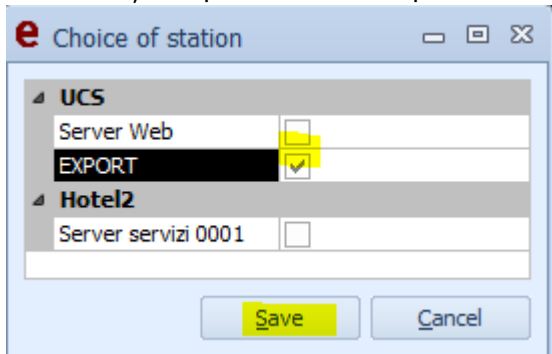 e Choice of station
UCS
Server Web
EXPORT
Hotel2
Server servizi 0001
Save Cancel